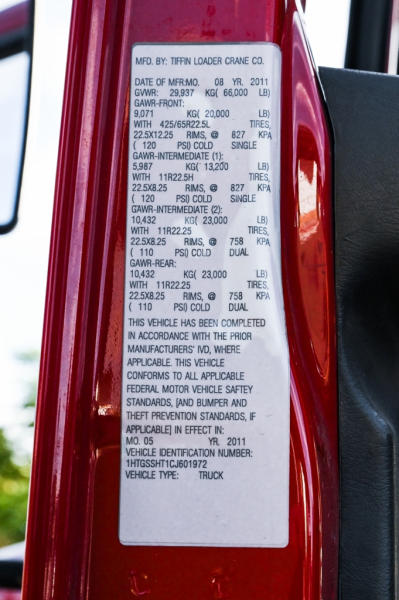 MFD. BY: TIFFIN LOADER CRANE CO.
DATE OF MFR:MO. 08 YR. 2011
GVWR: 29,937 KG( 66,000 LB)
GAWR-FRONT:
9,071 KG( 20,000 LB)
WITH 425/65R22.5L TIRES,
22.5X12.25 RIMS, @ 827 KPA
( 120 PSI) COLD SINGLE
GAWR-INTERMEDIATE (1):
5,987 KG( 13,200 LB)
WITH 11R22.5H TIRES,
22.5X8.25 RIMS, @ 827 KPA
( 120 PSI) COLD SINGLE
GAWR-INTERMEDIATE (2):
10,432 KG( 23,000 LB)
WITH 11R22.25 TIRES,
22.5X8.25 RIMS, @ 758 KPA
( 110 PSI) COLD DUAL
GAWR-REAR:
10,432 KG( 23,000 LB)
WITH 11R22.25 TIRES,
22.5X8.25 RIMS, @ 758 KPA
( 110 PSI) COLD DUAL
THIS VEHICLE HAS BEEN COMPLETED
IN ACCORDANCE WITH THE PRIOR
MANUFACTURERS' IVD, WHERE
APPLICABLE. THIS VEHICLE
CONFORMS TO ALL APPLICABLE
FEDERAL MOTOR VEHICLE SAFTEY
STANDARDS, [AND BUMPER AND
THEFT PREVENTION STANDARDS, IF
APPLICABLE] IN EFFECT IN:
MO. 05 YR. 2011
VEHICLE IDENTIFICATION NUMBER:
1HTGSSHT1CJ601972
VEHICLE TYPE: TRUCK